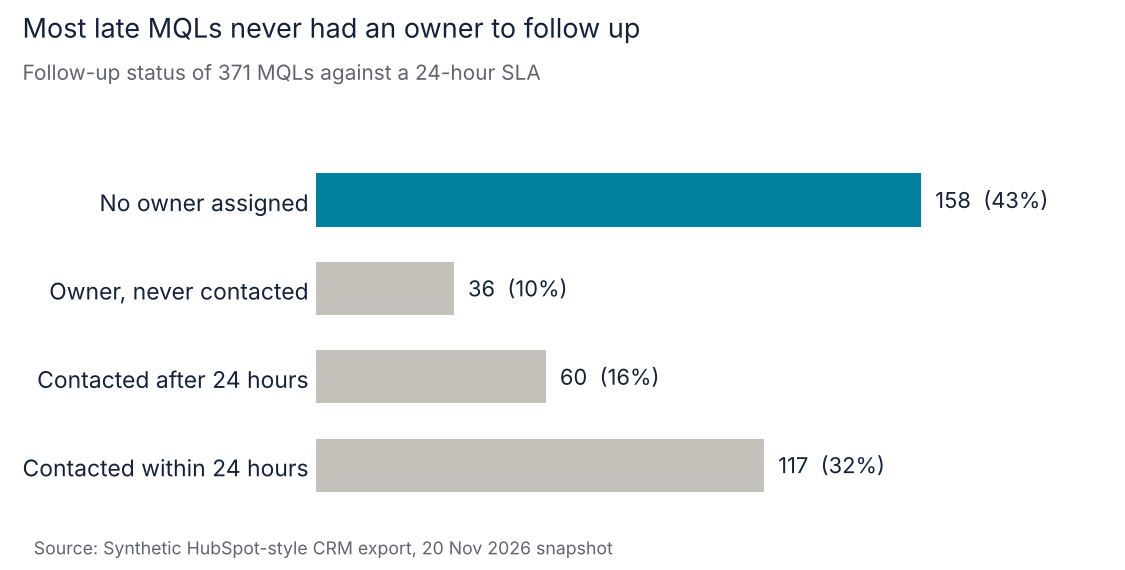 Most late MQLs never had an owner to follow up
Follow-up status of 371 MQLs against a 24-hour SLA
No owner assigned 158 (43%)
Owner, never contacted 36 (10%)
Contacted after 24 hours 60 (16%)
Contacted within 24 hours 117 (32%)
Source: Synthetic HubSpot-style CRM export, 20 Nov 2026 snapshot